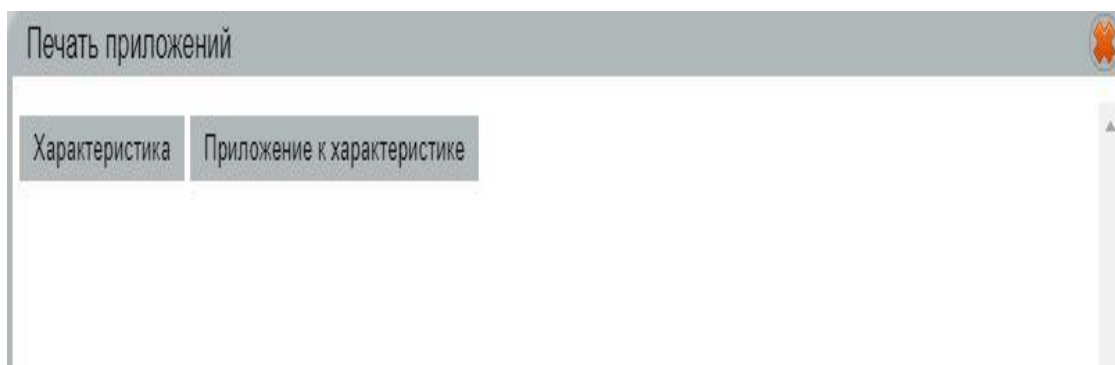 Печать приложений
Характеристика Приложение к характеристике